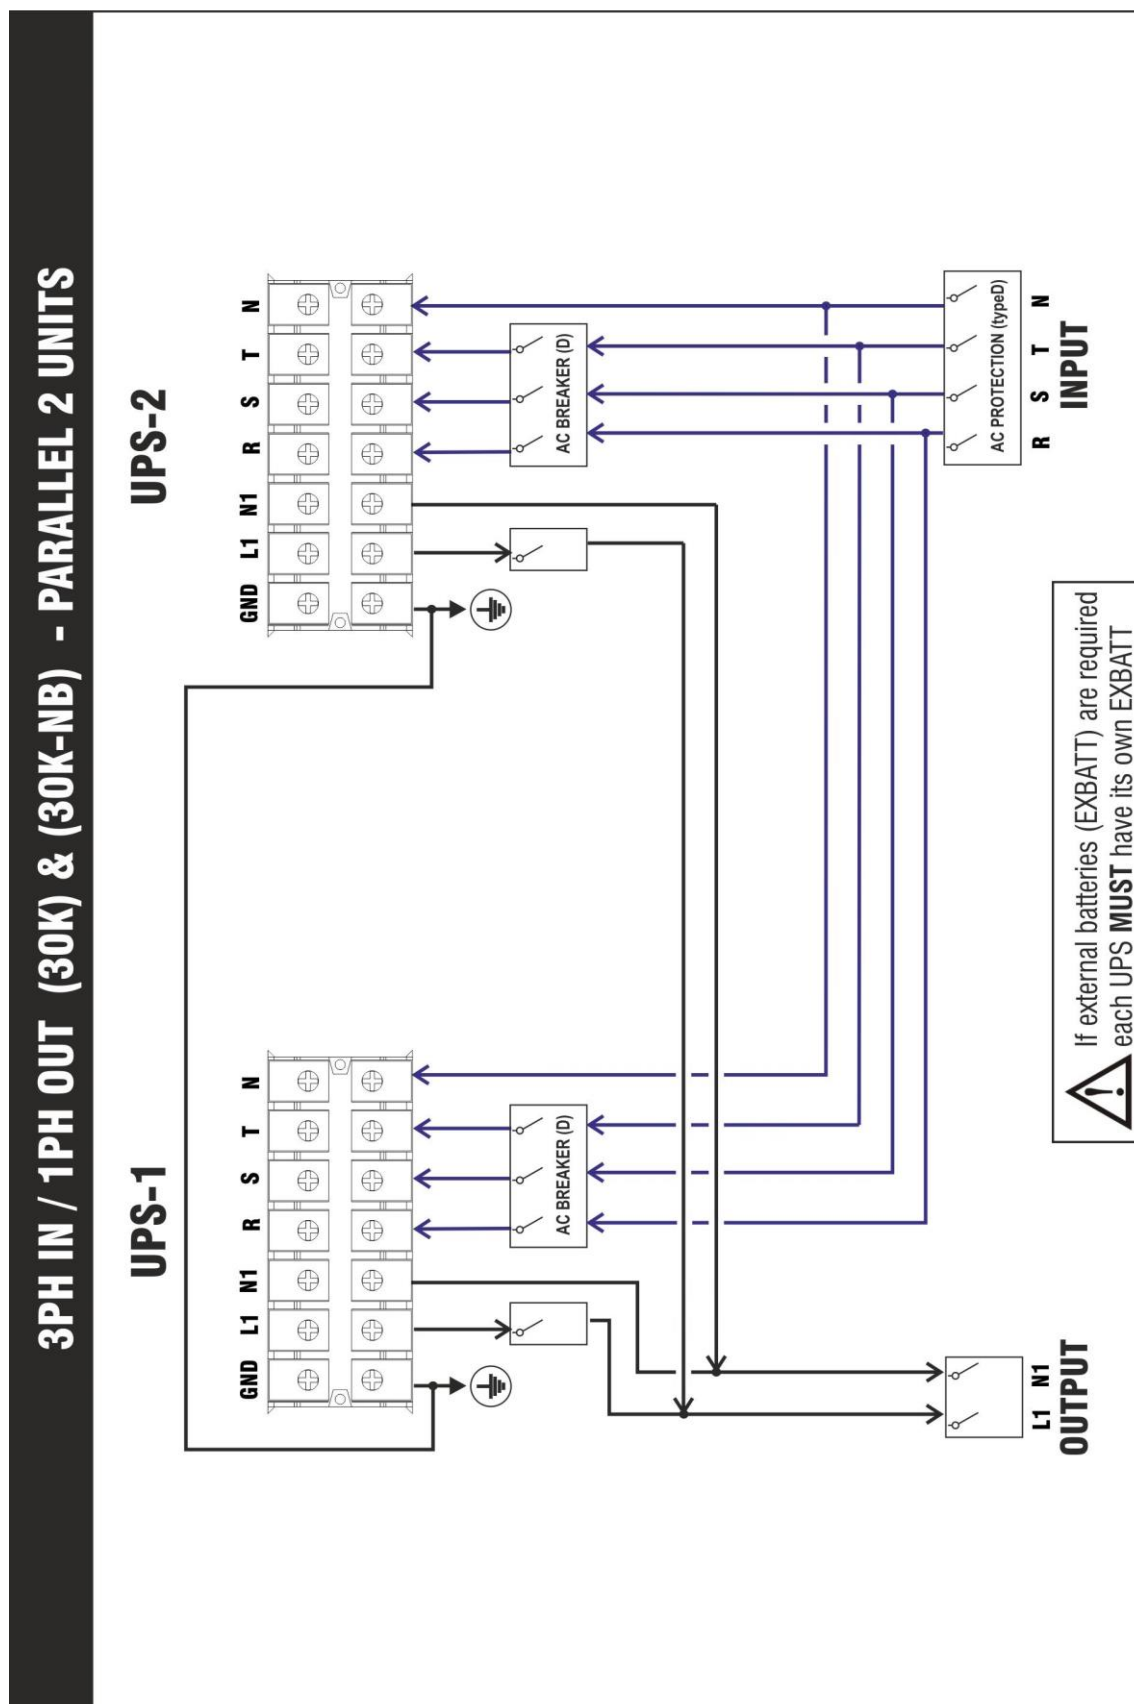 3PH IN / 1PH OUT (30K) & (30K-NB) - PARALLEL 2 UNITS
UPS-1
UPS-2
GND L1 N1 R S T N
GND L1 N1 R S T N
AC BREAKER (D)
AC BREAKER (D)
AC PROTECTION (typeD)
L1 N1
OUTPUT
R S T N
INPUT
If external batteries (EXBATT) are required
each UPS MUST have its own EXBATT